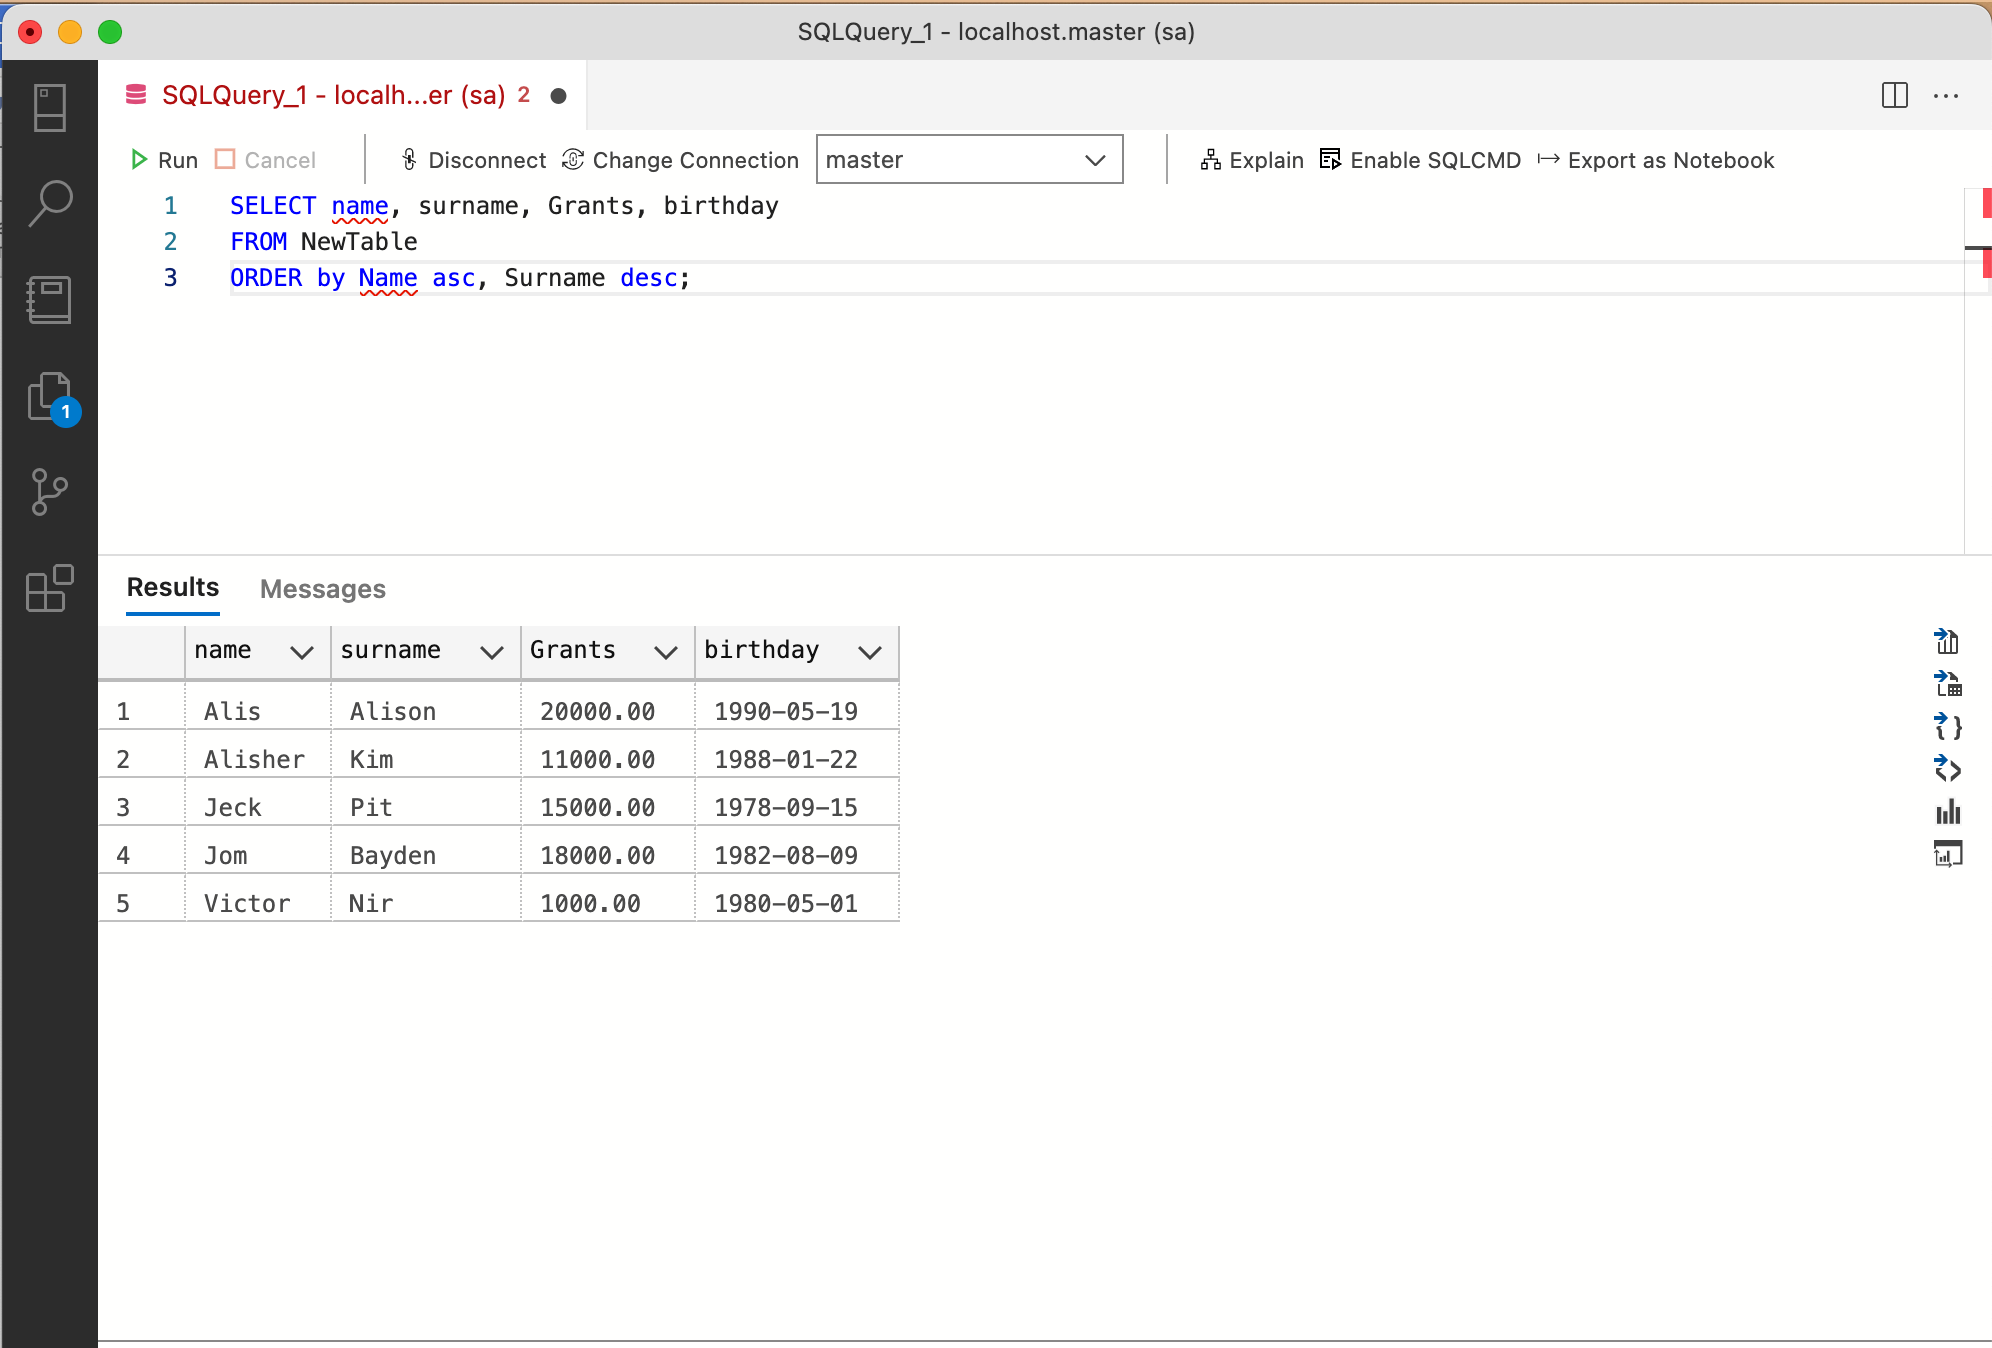 SQLQuery_1 - localhost.master (sa)
SQLQuery_1 - localh...er (sa) 2
Run Cancel Disconnect Change Connection master Explain Enable SQLCMD Export as Notebook
1 SELECT name, surname, Grants, birthday
2 FROM NewTable
3 ORDER by Name asc, Surname desc;
1
Results Messages
name surname Grants birthday
1 Alis Alison 20000.00 1990-05-19
2 Alisher Kim 11000.00 1988-01-22
3 Jeck Pit 15000.00 1978-09-15
4 Jom Bayden 18000.00 1982-08-09
5 Victor Nir 1000.00 1980-05-01